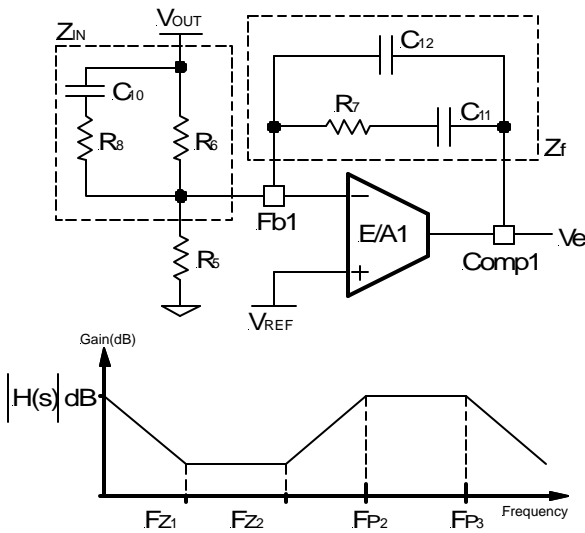 VOUT
ZIN
C12
C10
R7
C11
R8
R6
Zf
Fb1
E/A1
Ve
R5
Comp1
VREF
Gain(dB)
|H(s)| dB
FZ1 FZ2 FP2 FP3 Frequency